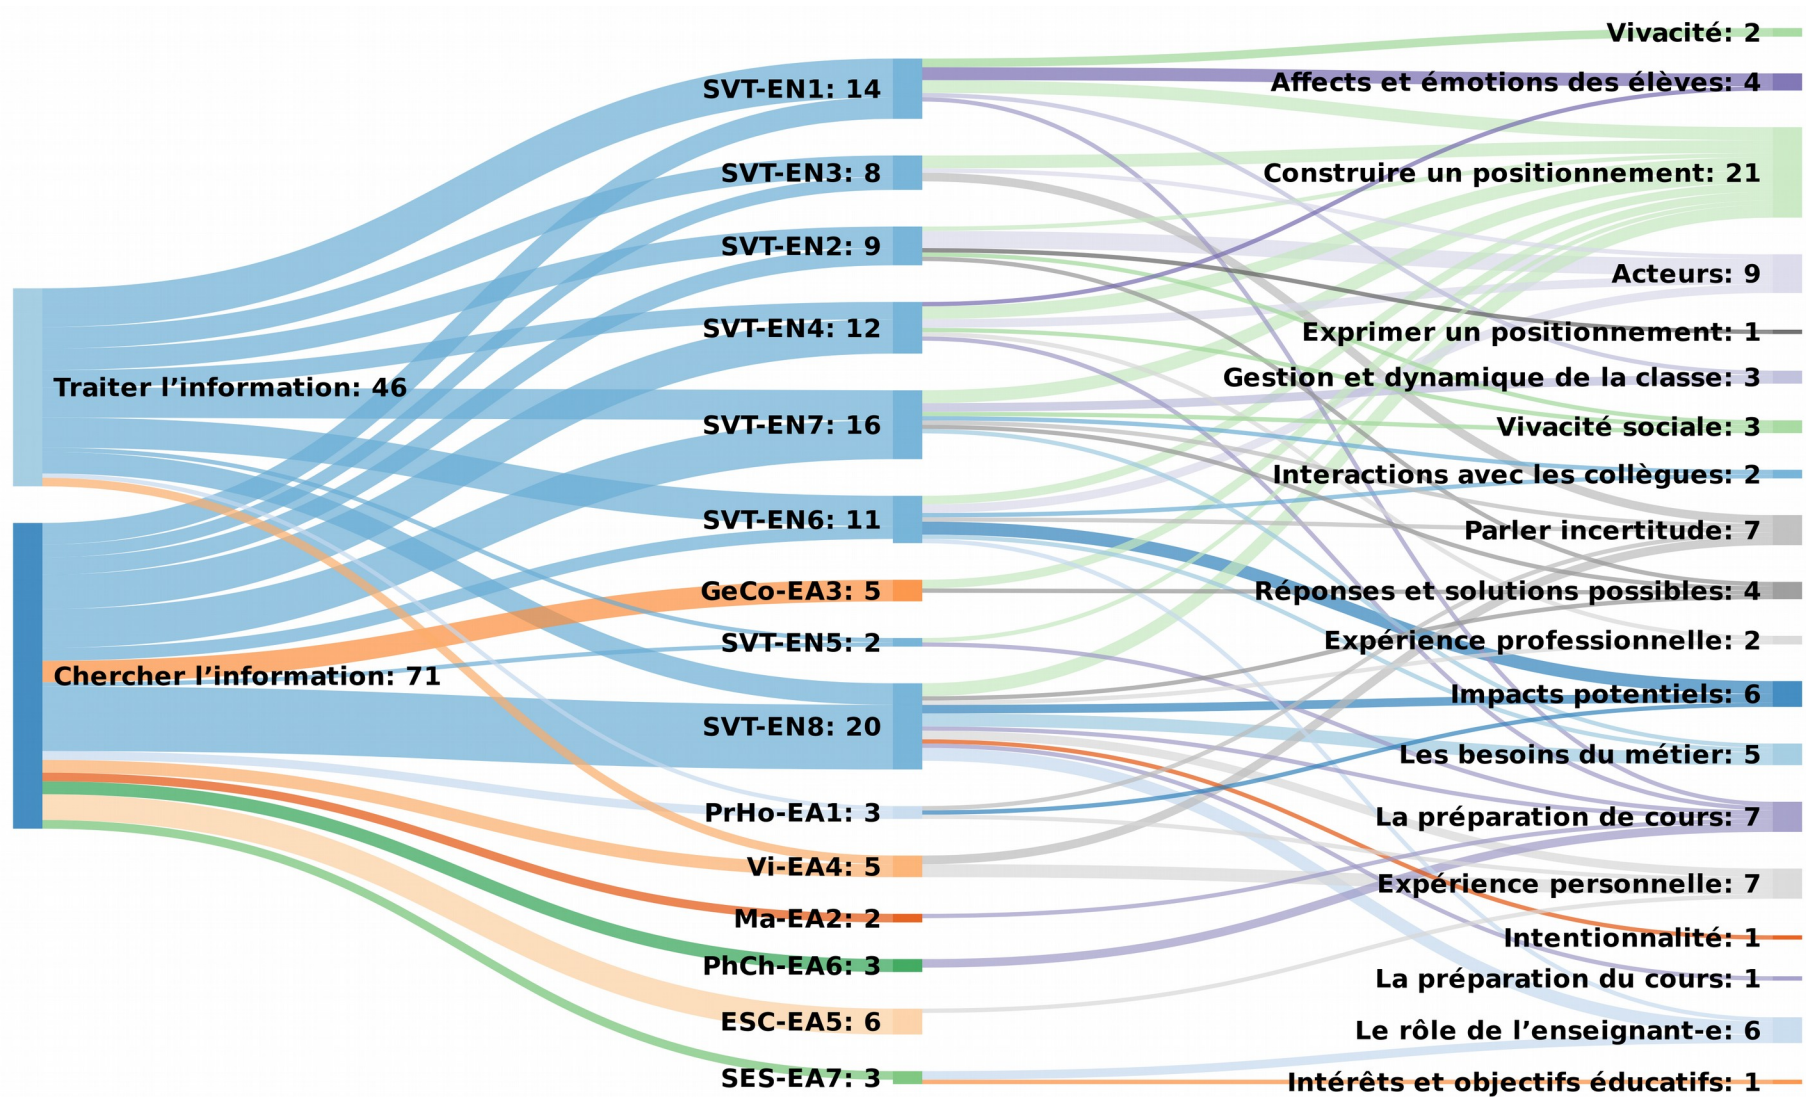 Traiter l’information: 46
Chercher l’information: 71
SVT-EN1: 14
SVT-EN3: 8
SVT-EN2: 9
SVT-EN4: 12
SVT-EN7: 16
SVT-EN6: 11
GeCo-EA3: 5
SVT-EN5: 2
SVT-EN8: 20
PrHo-EA1: 3
Vi-EA4: 5
Ma-EA2: 2
PhCh-EA6: 3
ESC-EA5: 6
SES-EA7: 3
Vivacité: 2
Affects et émotions des élèves: 4
Construire un positionnement: 21
Acteurs: 9
Exprimer un positionnement: 1
Gestion et dynamique de la classe: 3
Vivacité sociale: 3
Interactions avec les collègues: 2
Parler incertitude: 7
Réponses et solutions possibles: 4
Expérience professionnelle: 2
Impacts potentiels: 6
Les besoins du métier: 5
La préparation de cours: 7
Expérience personnelle: 7
Intentionnalité: 1
La préparation du cours: 1
Le rôle de l’enseignant-e: 6
Intérêts et objectifs éducatifs: 1